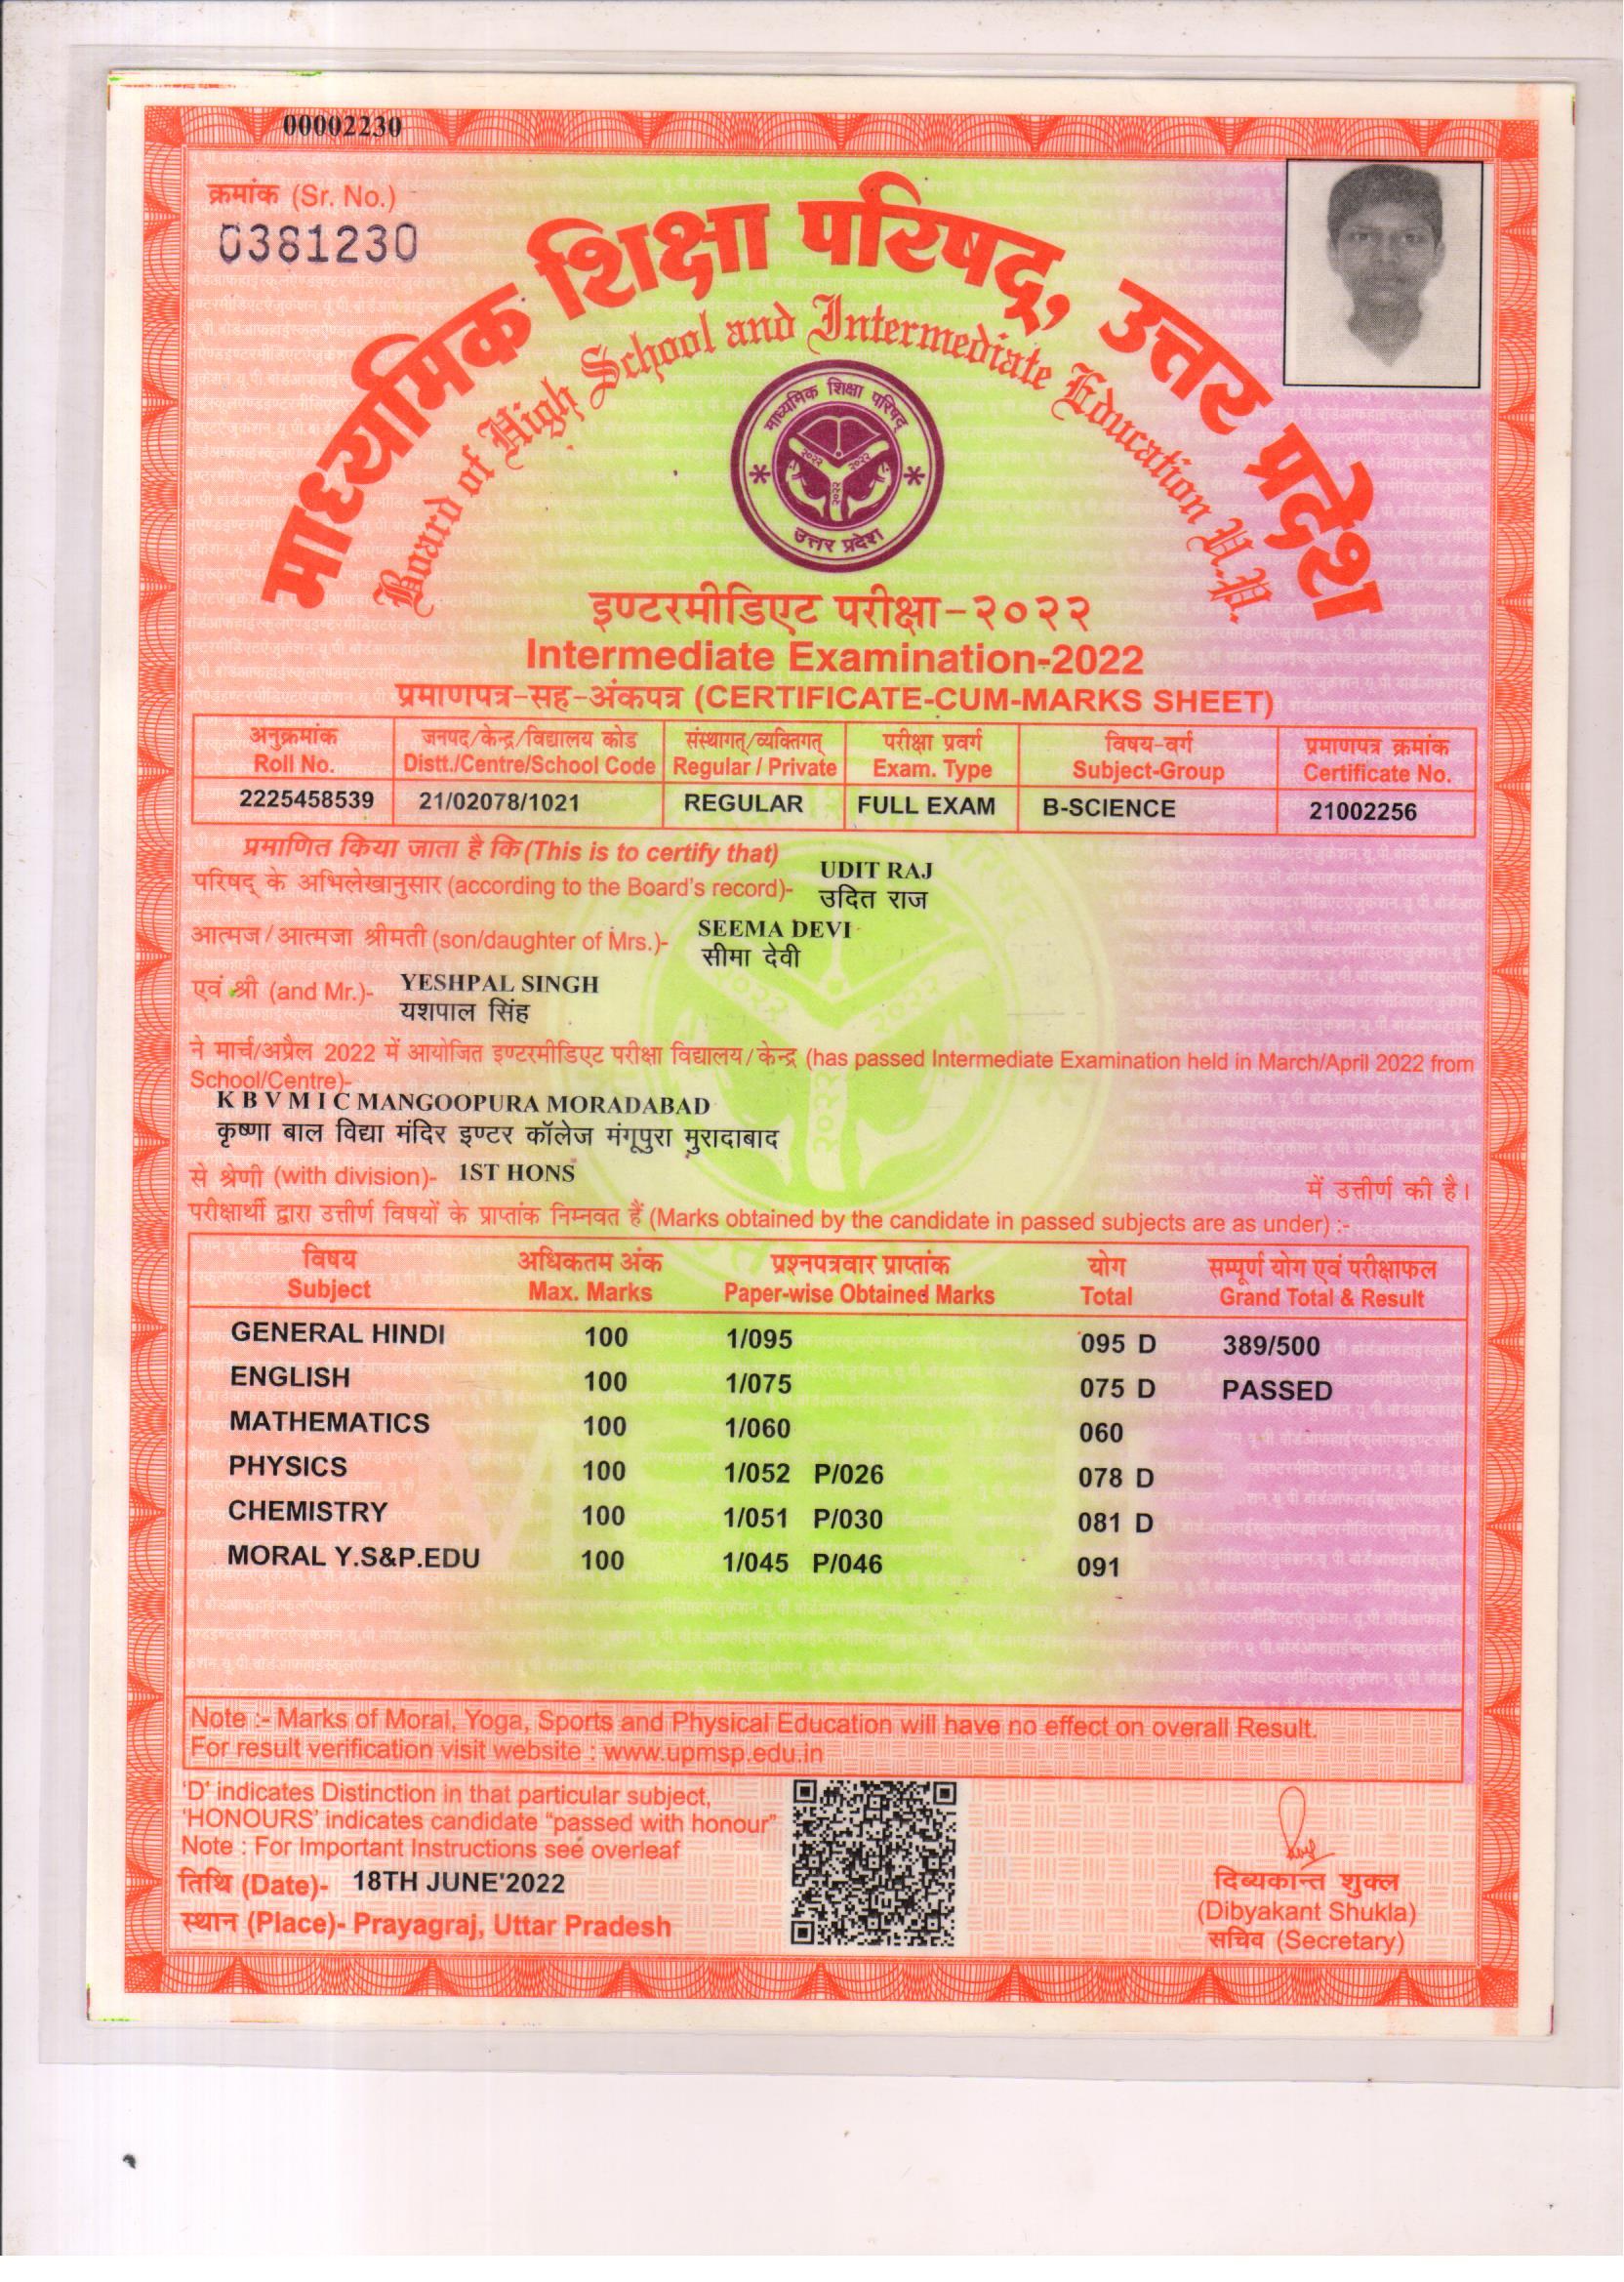 00002230
क्रमांक (Sr. No.)
0381230
माध्यमिक शिक्षा परिषद्, उत्तर प्रदेश
Board of High School and Intermediate Education U.P.
माध्यमिक शिक्षा परिषद्
२०२२ २०२२
२०२२
उत्तर प्रदेश
इण्टरमीडिएट परीक्षा-२०२२
Intermediate Examination-2022
प्रमाणपत्र-सह-अंकपत्र (CERTIFICATE-CUM-MARKS SHEET)
अनुक्रमांक जनपद/केन्द्र/विद्यालय कोड संस्थागत्/व्यक्तिगत् परीक्षा प्रवर्ग विषय-वर्ग प्रमाणपत्र क्रमांक
Roll No. Distt./Centre/School Code Regular / Private Exam. Type Subject-Group Certificate No.
2225458539 21/02078/1021 REGULAR FULL EXAM B-SCIENCE 21002256
प्रमाणित किया जाता है कि (This is to certify that)
UDIT RAJ
परिषद् के अभिलेखानुसार (according to the Board's record)-
उदित राज
SEEMA DEVI
आत्मज/आत्मजा श्रीमती (son/daughter of Mrs.)-
सीमा देवी
YESHPAL SINGH
एवं श्री (and Mr.)-
यशपाल सिंह
ने मार्च/अप्रैल 2022 में आयोजित इण्टरमीडिएट परीक्षा विद्यालय/केन्द्र (has passed Intermediate Examination held in March/April 2022 from
School/Centre)-
K B V M I C MANGOOPURA MORADABAD
कृष्णा बाल विद्या मंदिर इण्टर कॉलेज मंगूपुरा मुरादाबाद
से श्रेणी (with division)- 1ST HONS में उत्तीर्ण की है।
परीक्षार्थी द्वारा उत्तीर्ण विषयों के प्राप्तांक निम्नवत हैं (Marks obtained by the candidate in passed subjects are as under) :-
विषय अधिकतम अंक प्रश्नपत्रवार प्राप्तांक योग सम्पूर्ण योग एवं परीक्षाफल
Subject Max. Marks Paper-wise Obtained Marks Total Grand Total & Result
GENERAL HINDI 100 1/095 095 D 389/500
ENGLISH 100 1/075 075 D PASSED
MATHEMATICS 100 1/060 060
PHYSICS 100 1/052 P/026 078 D
CHEMISTRY 100 1/051 P/030 081 D
MORAL Y.S&P.EDU 100 1/045 P/046 091
Note :- Marks of Moral, Yoga, Sports and Physical Education will have no effect on overall Result.
For result verification visit website : www.upmsp.edu.in
'D' indicates Distinction in that particular subject,
'HONOURS' indicates candidate "passed with honour"
Note : For Important Instructions see overleaf
तिथि (Date)- 18TH JUNE'2022
स्थान (Place)- Prayagraj, Uttar Pradesh
दिब्यकान्त शुक्ल
(Dibyakant Shukla)
सचिव (Secretary)